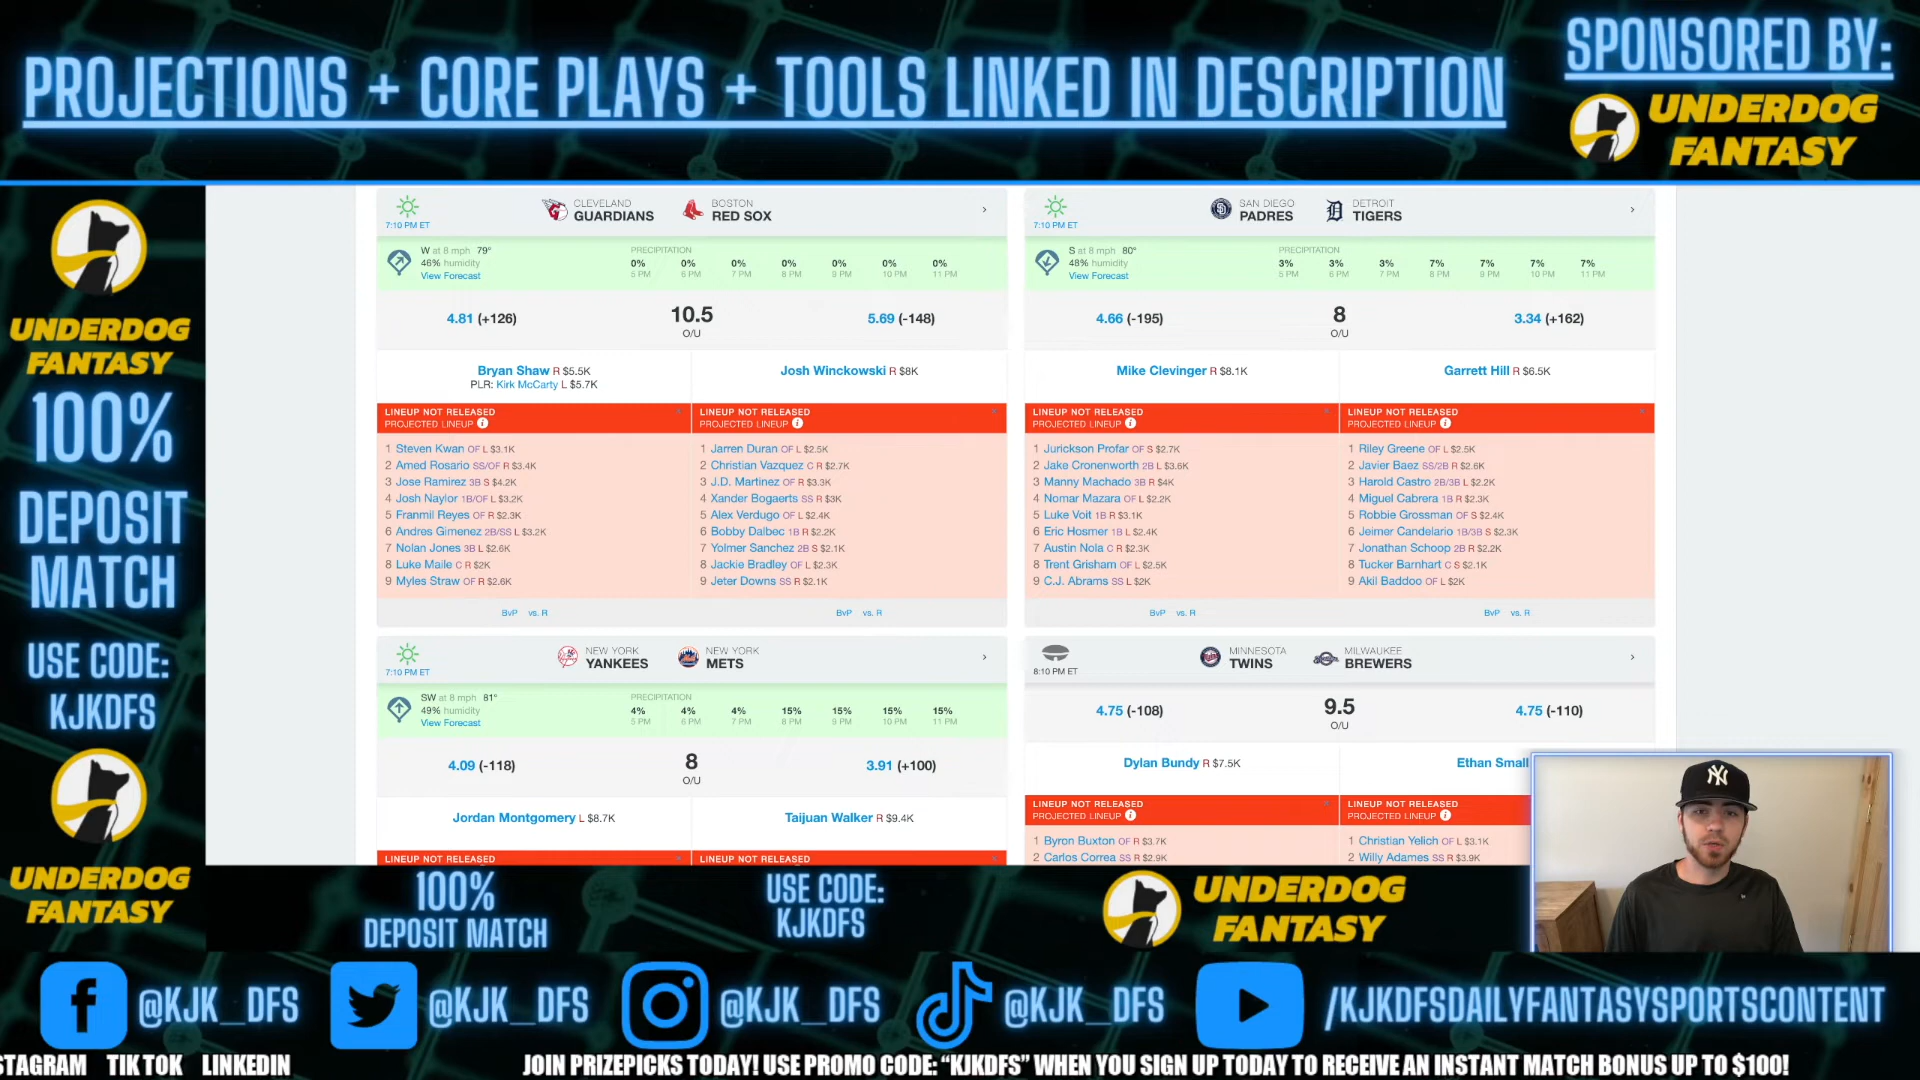 PROJECTIONS + CORE PLAYS + TOOLS LINKED IN DESCRIPTION
SPONSORED BY:
UNDERDOG
FANTASY
UNDERDOG
FANTASY
100%
DEPOSIT
MATCH
USE CODE:
KJKDFS
UNDERDOG
FANTASY
7:10 PM ET
CLEVELAND
GUARDIANS
BOSTON
RED SOX
W at 8 mph 79°
46% humidity
View Forecast
PRECIPITATION
0% 0% 0% 0% 0% 0% 0%
5 PM 6 PM 7 PM 8 PM 9 PM 10 PM 11 PM
4.81 (+126)
10.5
O/U
5.69 (-148)
Bryan Shaw R $5.5K
PLR: Kirk McCarty L $5.7K
Josh Winckowski R $8K
LINEUP NOT RELEASED
PROJECTED LINEUP
1 Steven Kwan OF L $3.1K
2 Amed Rosario SS/OF R $3.4K
3 Jose Ramirez 3B S $4.2K
4 Josh Naylor 1B/OF L $3.2K
5 Franmil Reyes OF R $2.3K
6 Andres Gimenez 2B/SS L $3.2K
7 Nolan Jones 3B L $2.6K
8 Luke Maile C R $2K
9 Myles Straw OF R $2.6K
BvP vs. R
LINEUP NOT RELEASED
PROJECTED LINEUP
1 Jarren Duran OF L $2.5K
2 Christian Vazquez C R $2.7K
3 J.D. Martinez OF R $3.3K
4 Xander Bogaerts SS R $3K
5 Alex Verdugo OF L $2.4K
6 Bobby Dalbec 1B R $2.2K
7 Yolmer Sanchez 2B S $2.1K
8 Jackie Bradley OF L $2.3K
9 Jeter Downs SS R $2.1K
BvP vs. R
7:10 PM ET
SAN DIEGO
PADRES
DETROIT
TIGERS
S at 8 mph 80°
48% humidity
View Forecast
PRECIPITATION
3% 3% 3% 7% 7% 7% 7%
5 PM 6 PM 7 PM 8 PM 9 PM 10 PM 11 PM
4.66 (-195)
8
O/U
3.34 (+162)
Mike Clevinger R $8.1K
Garrett Hill R $6.5K
LINEUP NOT RELEASED
PROJECTED LINEUP
1 Jurickson Profar OF S $2.7K
2 Jake Cronenworth 2B L $3.6K
3 Manny Machado 3B R $4K
4 Nomar Mazara OF L $2.2K
5 Luke Voit 1B R $3.1K
6 Eric Hosmer 1B L $2.4K
7 Austin Nola C R $2.3K
8 Trent Grisham OF L $2.5K
9 C.J. Abrams SS L $2K
BvP vs. R
LINEUP NOT RELEASED
PROJECTED LINEUP
1 Riley Greene OF L $2.5K
2 Javier Baez SS/2B R $2.6K
3 Harold Castro 2B/3B L $2.2K
4 Miguel Cabrera 1B R $2.3K
5 Robbie Grossman OF S $2.4K
6 Jeimer Candelario 1B/3B S $2.3K
7 Jonathan Schoop 2B R $2.2K
8 Tucker Barnhart C S $2.1K
9 Akil Baddoo OF L $2K
BvP vs. R
7:10 PM ET
NEW YORK
YANKEES
NEW YORK
METS
SW at 8 mph 81°
49% humidity
View Forecast
PRECIPITATION
4% 4% 4% 15% 15% 15% 15%
5 PM 6 PM 7 PM 8 PM 9 PM 10 PM 11 PM
4.09 (-118)
8
O/U
3.91 (+100)
Jordan Montgomery L $8.7K
Taijuan Walker R $9.4K
LINEUP NOT RELEASED
LINEUP NOT RELEASED
8:10 PM ET
MINNESOTA
TWINS
MILWAUKEE
BREWERS
4.75 (-108)
9.5
O/U
4.75 (-110)
Dylan Bundy R $7.5K
Ethan Small
LINEUP NOT RELEASED
PROJECTED LINEUP
1 Byron Buxton OF R $3.7K
2 Carlos Correa SS R $2.9K
LINEUP NOT RELEASED
PROJECTED LINEUP
1 Christian Yelich OF L $3.1K
2 Willy Adames SS R $3.9K
NY
100%
DEPOSIT MATCH
USE CODE:
KJKDFS
UNDERDOG
FANTASY
@KJK_DFS
@KJK_DFS
@KJK_DFS
@KJK_DFS
/KJKDFSDAILYFANTASYSPORTSCONTENT
STAGRAM TIKTOK LINKEDIN JOIN PRIZEPICKS TODAY! USE PROMO CODE: "KJKDFS" WHEN YOU SIGN UP TODAY TO RECEIVE AN INSTANT MATCH BONUS UP TO $100!